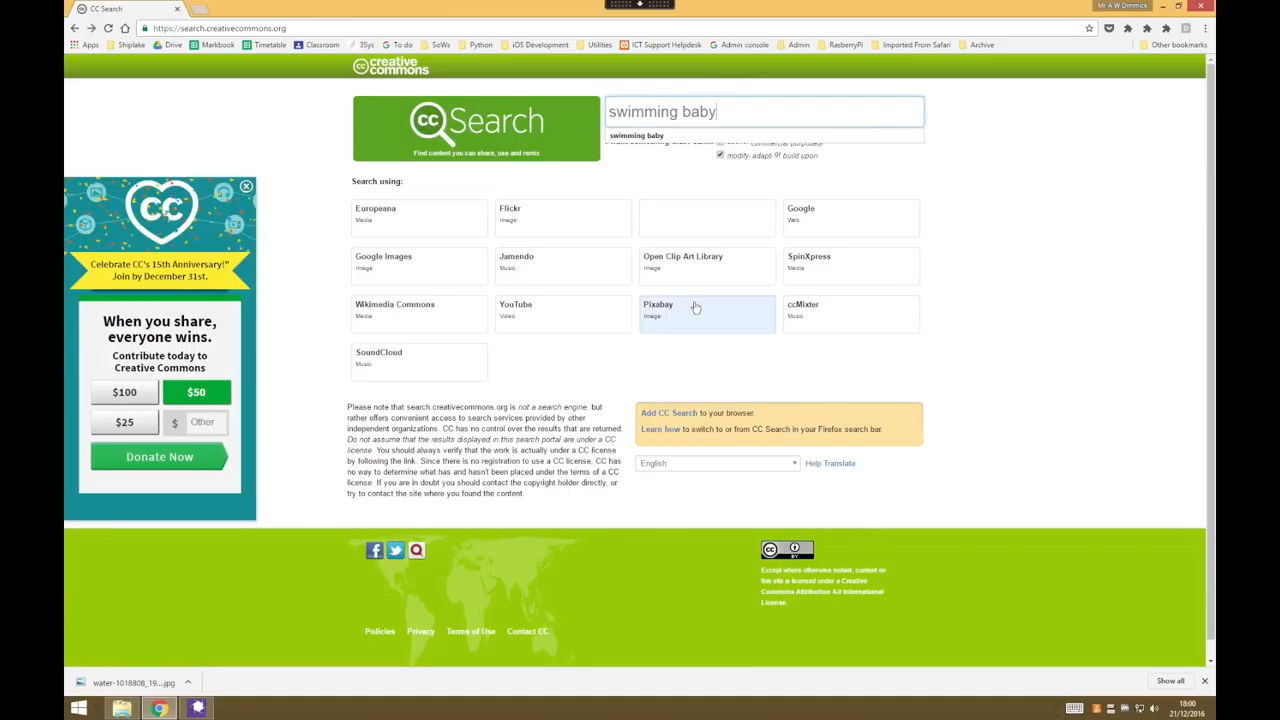 Mr A W Dimmick
CC Search
https://search.creativecommons.org
Apps Shiplake Drive Markbook Timetable Classroom 3Sys To do SoWs Python iOS Development Utilities ICT Support Helpdesk Admin console Admin RasberryPi Imported From Safari Archive Other bookmarks
cc creative commons
cc Search
Find content you can share, use and remix
swimming baby
swimming baby
commercial purposes;
modify, adapt, or build upon
Search using:
Europeana
Media
Flickr
Image
Google
Web
Google Images
Image
Jamendo
Music
Open Clip Art Library
Image
SpinXpress
Media
Wikimedia Commons
Media
YouTube
Video
Pixabay
Image
ccMixter
Music
SoundCloud
Music
CC
Celebrate CC's 15th Anniversary!"
Join by December 31st.
When you share,
everyone wins.
Contribute today to
Creative Commons
$100 $50
$25 $ Other
Donate Now
Please note that search.creativecommons.org is not a search engine, but
rather offers convenient access to search services provided by other
independent organizations. CC has no control over the results that are returned.
Do not assume that the results displayed in this search portal are under a CC
license. You should always verify that the work is actually under a CC license
by following the link. Since there is no registration to use a CC license, CC has
no way to determine what has and hasn't been placed under the terms of a CC
license. If you are in doubt you should contact the copyright holder directly, or
try to contact the site where you found the content.
Add CC Search to your browser.
Learn how to switch to or from CC Search in your Firefox search bar.
English Help Translate
cc BY
Except where otherwise noted, content on
this site is licensed under a Creative
Commons Attribution 4.0 International
License.
Policies Privacy Terms of Use Contact CC
water-1018808_19....jpg
Show all
18:00
21/12/2016